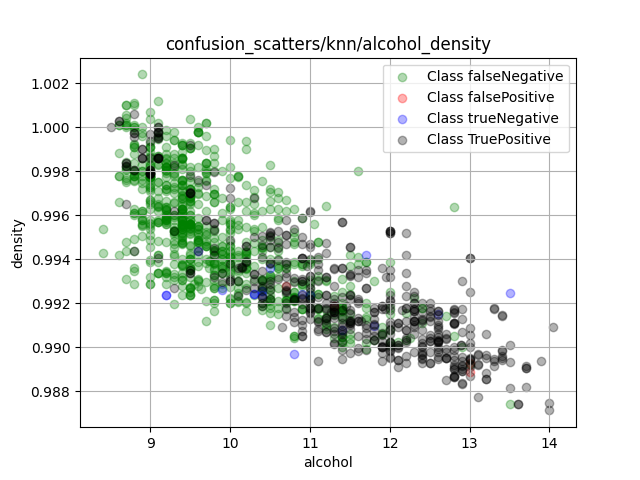 confusion_scatters/knn/alcohol_density
Class falseNegative
Class falsePositive
Class trueNegative
Class TruePositive
1.002
1.000
0.998
0.996
0.994
0.992
0.990
0.988
density
9 10 11 12 13 14
alcohol